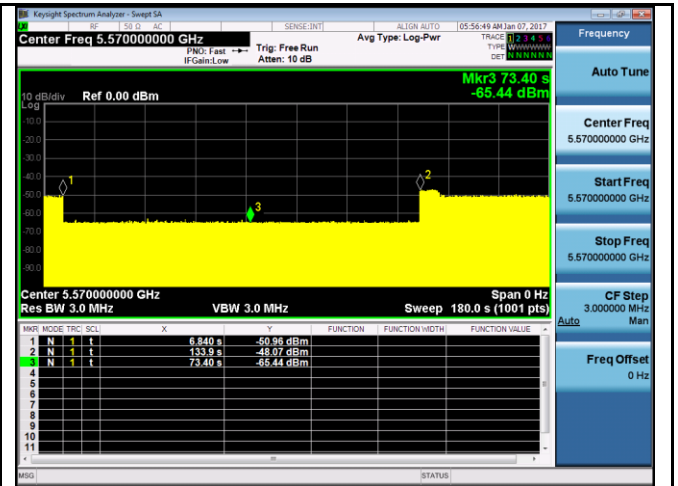 Keysight Spectrum Analyzer - Swept SA
RF 50 Ω AC SENSE:INT ALIGN AUTO 05:56:49 AM Jan 07, 2017
Center Freq 5.570000000 GHz
PNO: Fast
IFGain:Low
Trig: Free Run
Atten: 10 dB
Avg Type: Log-Pwr
TRACE 1 2 3 4 5 6
TYPE WWWWWW
DET N N N N N N
Frequency
Mkr3 73.40 s
-65.44 dBm
10 dB/div Ref 0.00 dBm
Log
-10.0
-20.0
-30.0
-40.0
-50.0
-60.0
-70.0
-80.0
-90.0
1
2
3
Center 5.570000000 GHz Span 0 Hz
Res BW 3.0 MHz VBW 3.0 MHz Sweep 180.0 s (1001 pts)
MKR MODE TRC SCL X Y FUNCTION FUNCTION WIDTH FUNCTION VALUE
1 N 1 t 6.840 s -50.96 dBm
2 N 1 t 133.9 s -48.07 dBm
3 N 1 t 73.40 s -65.44 dBm
4
5
6
7
8
9
10
11
MSG STATUS
Auto Tune
Center Freq
5.570000000 GHz
Start Freq
5.570000000 GHz
Stop Freq
5.570000000 GHz
CF Step
3.000000 MHz
Auto Man
Freq Offset
0 Hz